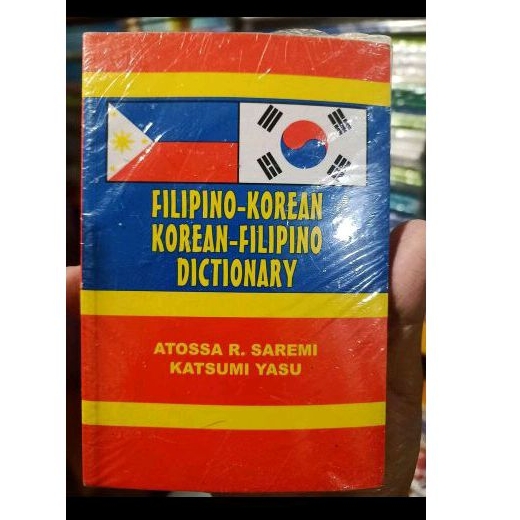 FILIPINO-KOREAN
KOREAN-FILIPINO
DICTIONARY
ATOSSA R. SAREMI
KATSUMI YASU